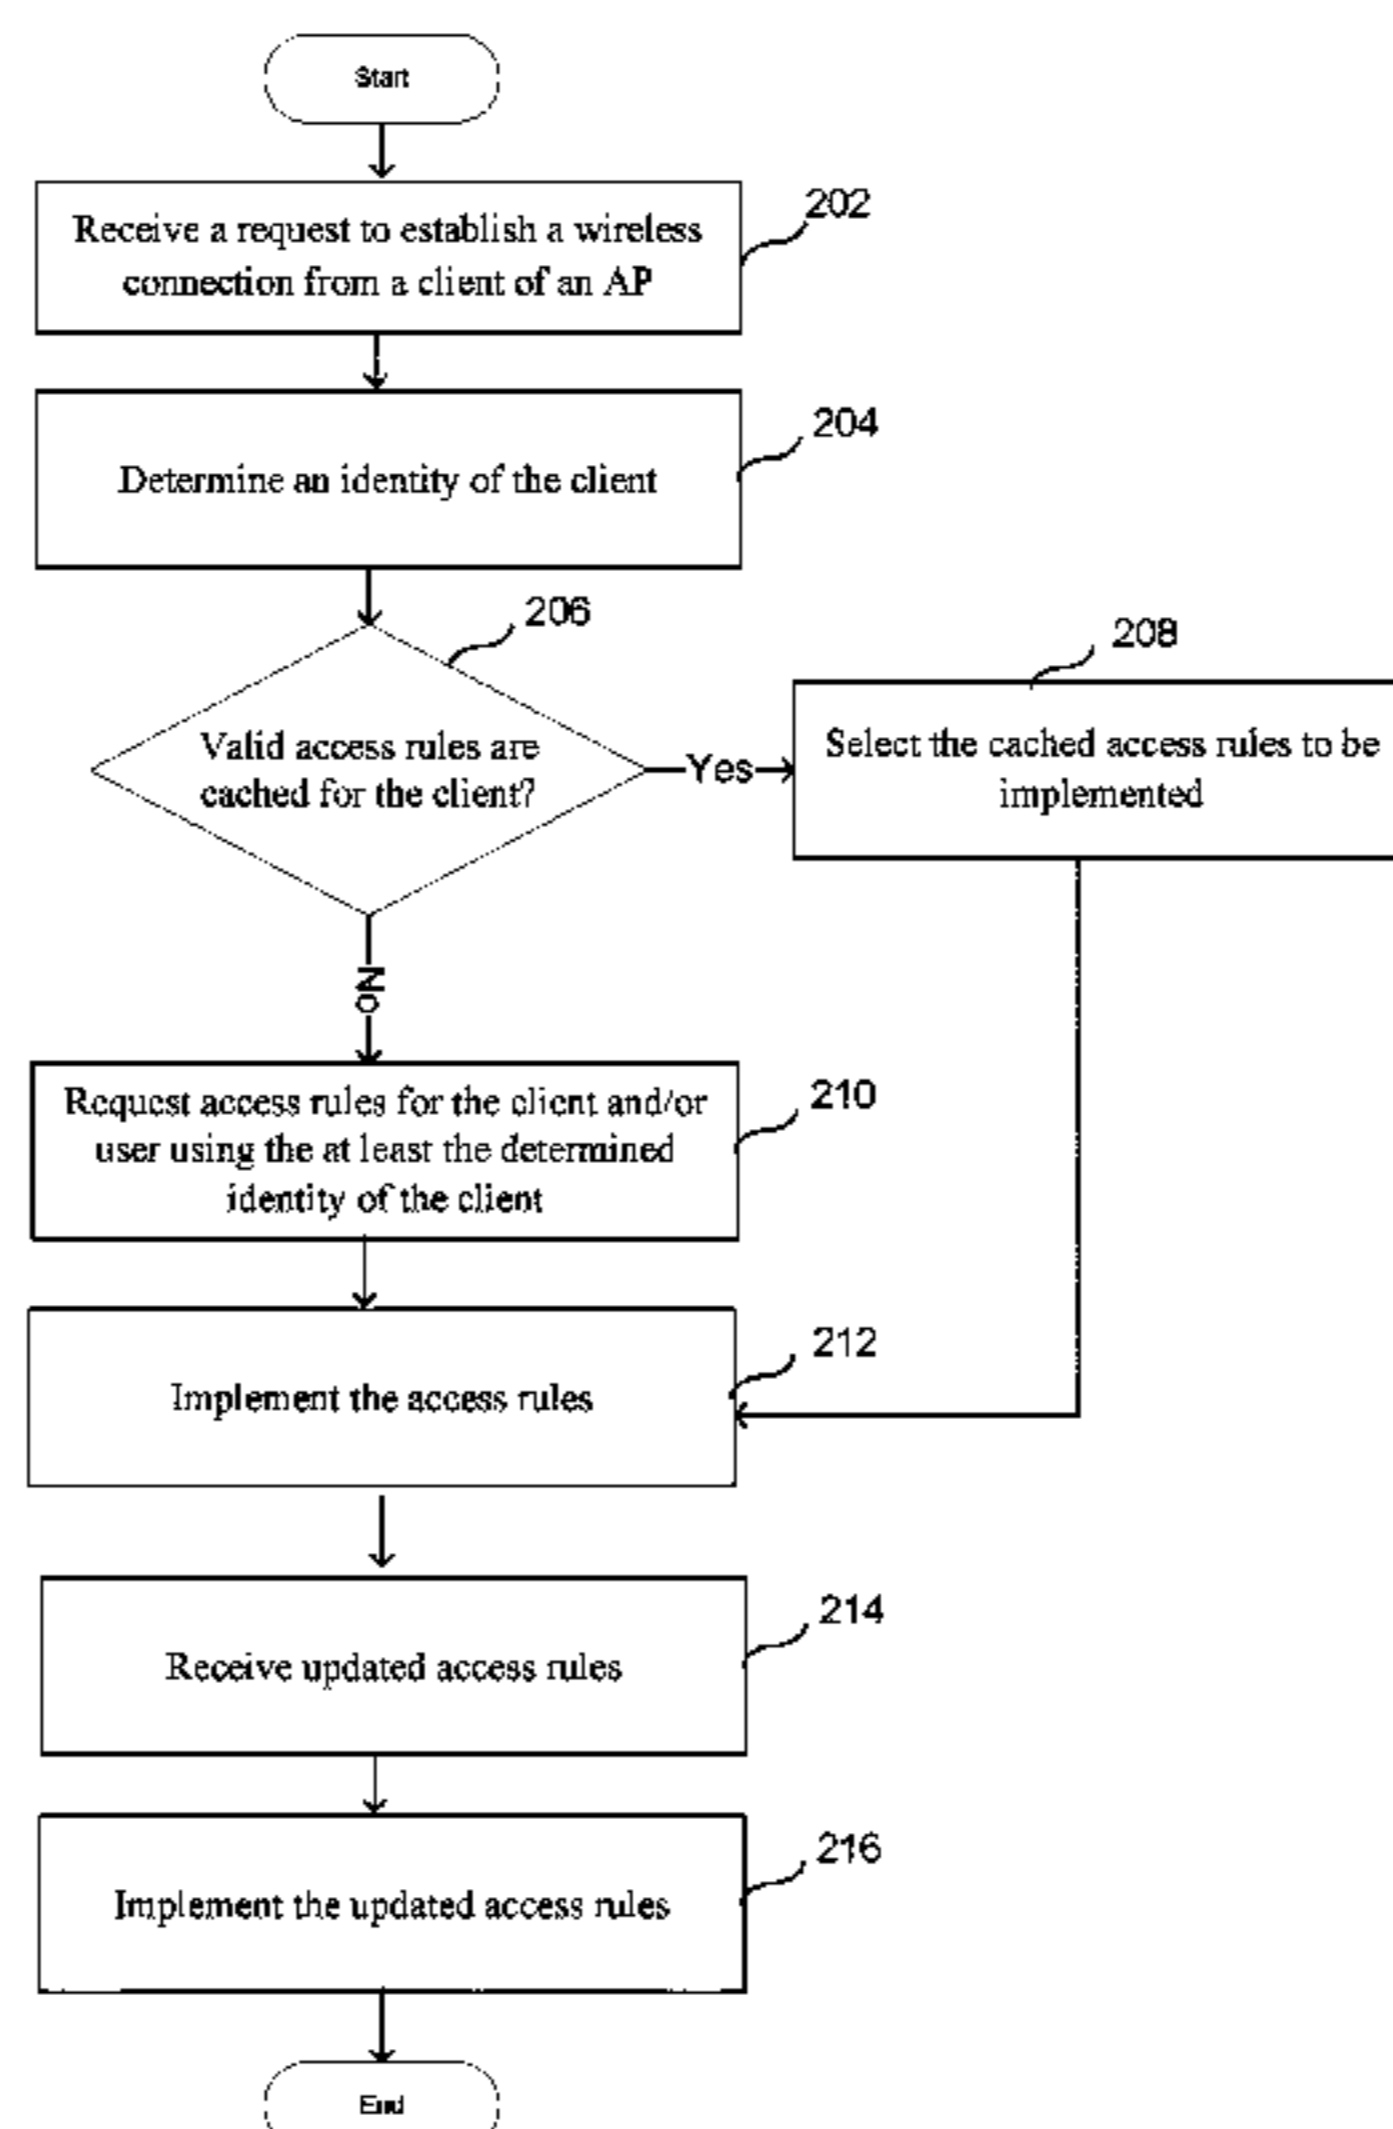 Start
202
Receive a request to establish a wireless
connection from a client of an AP
204
Determine an identity of the client
206
Valid access rules are
cached for the client?
Yes
208
Select the cached access rules to be
implemented
No
210
Request access rules for the client and/or
user using the at least the determined
identity of the client
212
Implement the access rules
214
Receive updated access rules
216
Implement the updated access rules
End